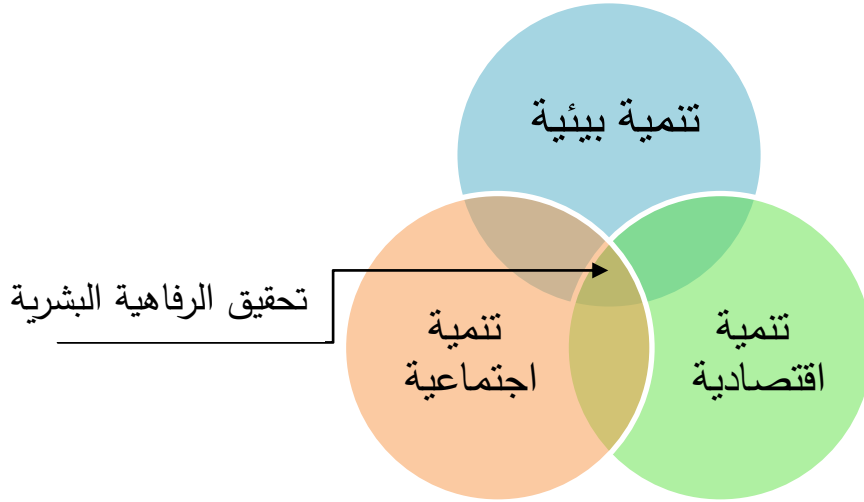 تنمية بيئية
تحقيق الرفاهية البشرية
تنمية
اقتصادية
تنمية
اجتماعية